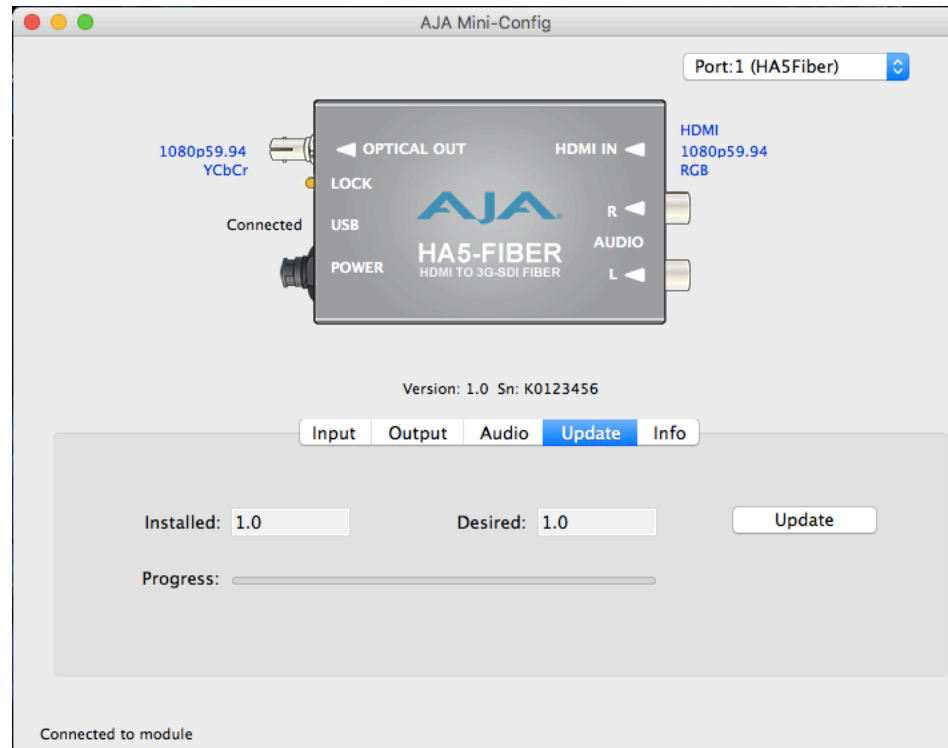 AJA Mini-Config
Port:1 (HA5Fiber)
1080p59.94
YCbCr
Connected
OPTICAL OUT
HDMI IN
LOCK
USB
POWER
AJA
HA5-FIBER
HDMI TO 3G-SDI FIBER
R
AUDIO
L
HDMI
1080p59.94
RGB
Version: 1.0 Sn: K0123456
Input Output Audio Update Info
Installed: 1.0 Desired: 1.0 Update
Progress:
Connected to module